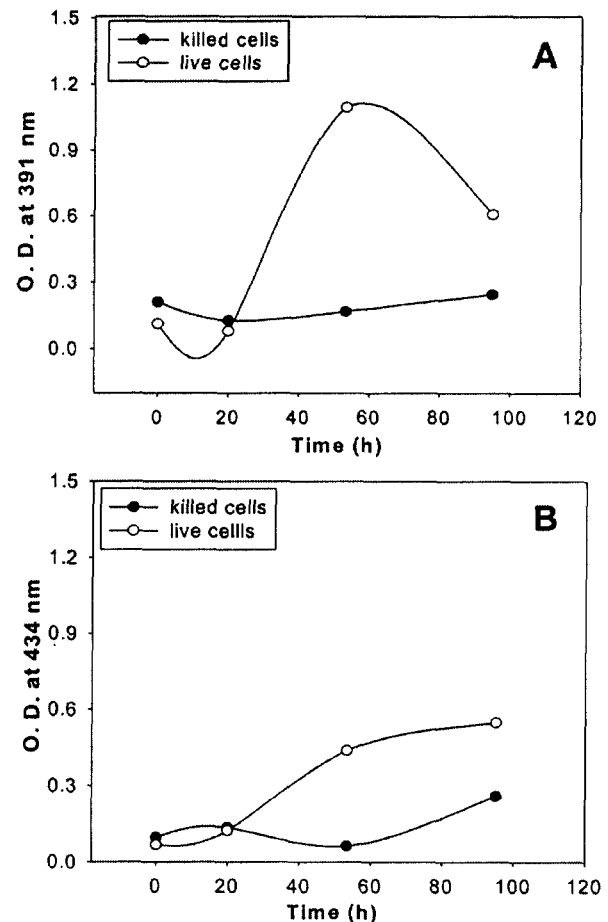 1.5
killed cells
live cells
A
1.2
0.9
0.6
0.3
0.0
O. D. at 391 nm
0 20 40 60 80 100 120
Time (h)
1.5
killed cells
live cellls
B
1.2
0.9
0.6
0.3
0.0
O. D. at 434 nm
0 20 40 60 80 100 120
Time (h)